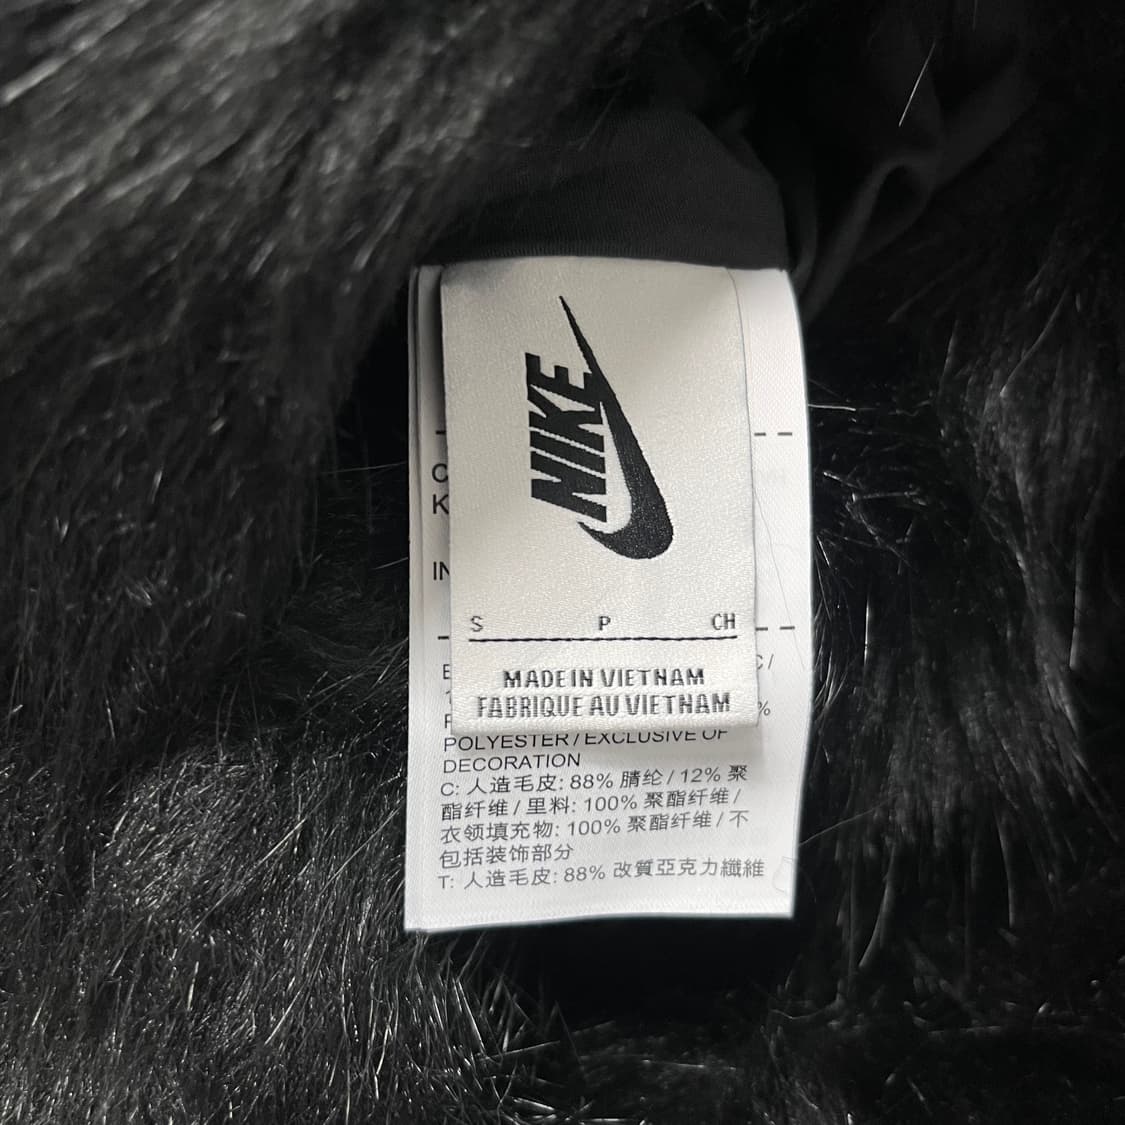 NIKE
S P CH
MADE IN VIETNAM
FABRIQUE AU VIETNAM
C
K
IN
C /
%
POLYESTER / EXCLUSIVE OF
DECORATION
C: 人造毛皮: 88% 腈纶 / 12% 聚
酯纤维 / 里料: 100% 聚酯纤维 /
衣领填充物: 100% 聚酯纤维 / 不
包括装饰部分
T: 人造毛皮: 88% 改質亞克力纖維